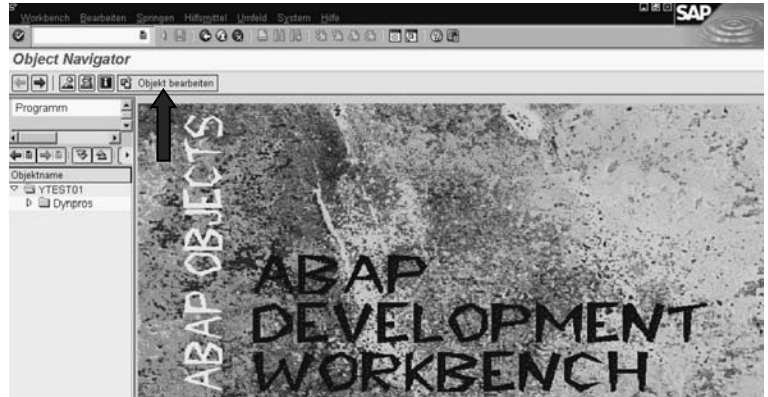 Workbench Bearbeiten Springen Hilfsmittel Umfeld System Hilfe
SAP
Object Navigator
Objekt bearbeiten
Programm
Objektname
YTEST01
Dynpros
ABAP OBJECTS
ABAP
DEVELOPMENT
WORKBENCH